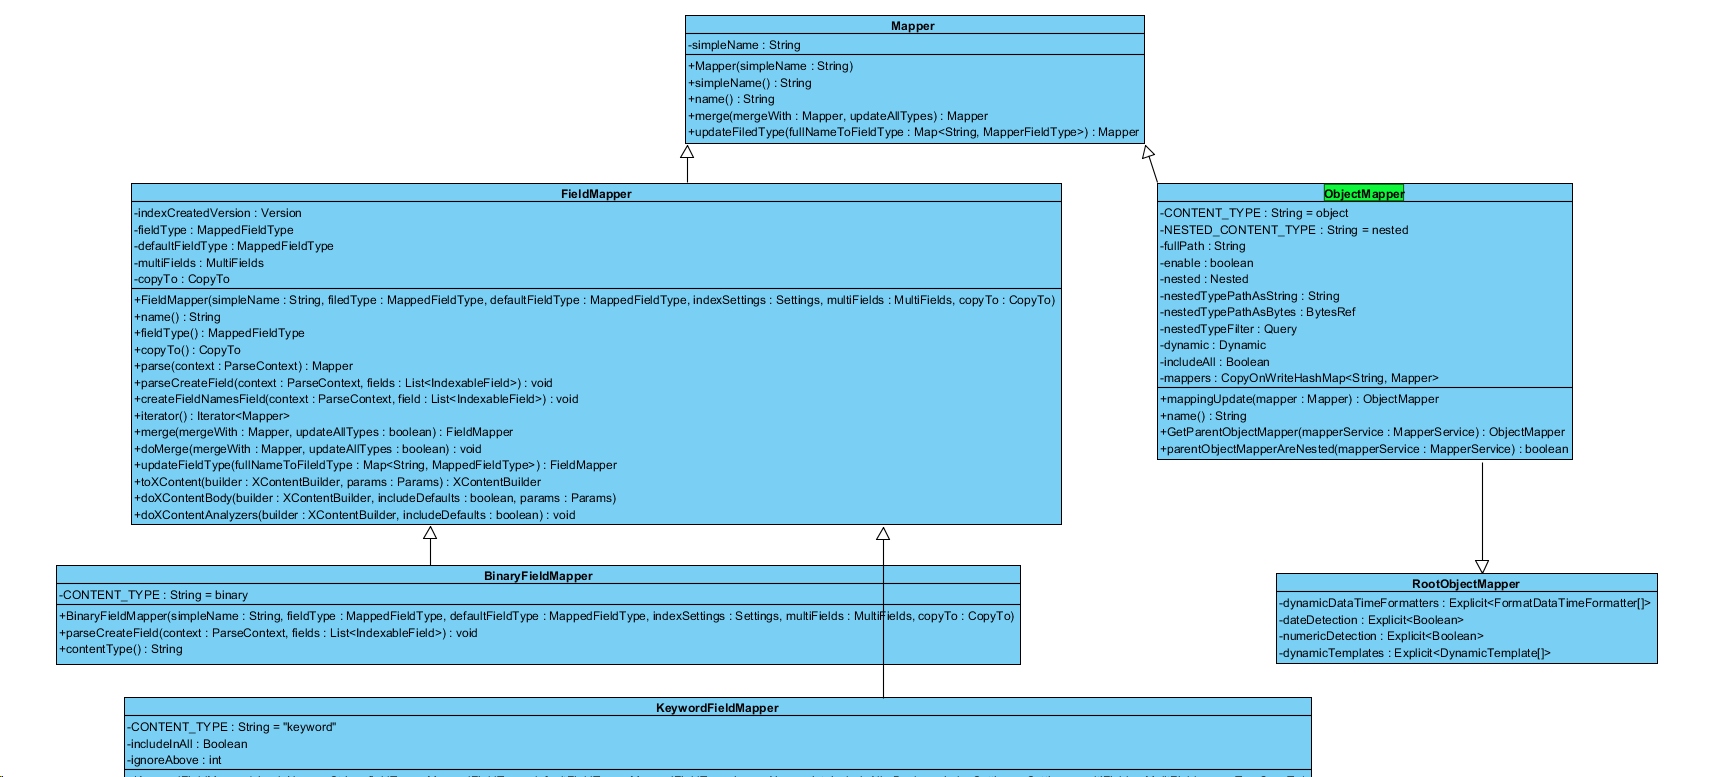 Mapper
-simpleName : String
+Mapper(simpleName : String)
+simpleName() : String
+name() : String
+merge(mergeWith : Mapper, updateAllTypes) : Mapper
+updateFiledType(fullNameToFieldType : Map<String, MapperFieldType>) : Mapper
FieldMapper
-indexCreatedVersion : Version
-fieldType : MappedFieldType
-defaultFieldType : MappedFieldType
-multiFields : MultiFields
-copyTo : CopyTo
+FieldMapper(simpleName : String, filedType : MappedFieldType, defaultFieldType : MappedFieldType, indexSettings : Settings, multiFields : MultiFields, copyTo : CopyTo)
+name() : String
+fieldType() : MappedFieldType
+copyTo() : CopyTo
+parse(context : ParseContext) : Mapper
+parseCreateField(context : ParseContext, fields : List<IndexableField>) : void
+createFieldNamesField(context : ParseContext, field : List<IndexableField>) : void
+iterator() : Iterator<Mapper>
+merge(mergeWith : Mapper, updateAllTypes : boolean) : FieldMapper
+doMerge(mergeWith : Mapper, updateAllTypes : boolean) : void
+updateFieldType(fullNameToFileldType : Map<String, MappedFieldType>) : FieldMapper
+toXContent(builder : XContentBuilder, params : Params) : XContentBuilder
+doXContentBody(builder : XContentBuilder, includeDefaults : boolean, params : Params)
+doXContentAnalyzers(builder : XContentBuilder, includeDefaults : boolean) : void
ObjectMapper
-CONTENT_TYPE : String = object
-NESTED_CONTENT_TYPE : String = nested
-fullPath : String
-enable : boolean
-nested : Nested
-nestedTypePathAsString : String
-nestedTypePathAsBytes : BytesRef
-nestedTypeFilter : Query
-dynamic : Dynamic
-includeAll : Boolean
-mappers : CopyOnWriteHashMap<String, Mapper>
+mappingUpdate(mapper : Mapper) : ObjectMapper
+name() : String
+GetParentObjectMapper(mapperService : MapperService) : ObjectMapper
+parentObjectMapperAreNested(mapperService : MapperService) : boolean
BinaryFieldMapper
-CONTENT_TYPE : String = binary
+BinaryFieldMapper(simpleName : String, fieldType : MappedFieldType, defaultFieldType : MappedFieldType, indexSettings : Settings, multiFields : MultiFields, copyTo : CopyTo)
+parseCreateField(context : ParseContext, fields : List<IndexableField>) : void
+contentType() : String
RootObjectMapper
-dynamicDataTimeFormatters : Explicit<FormatDataTimeFormatter[]>
-dateDetection : Explicit<Boolean>
-numericDetection : Explicit<Boolean>
-dynamicTemplates : Explicit<DynamicTemplate[]>
KeywordFieldMapper
-CONTENT_TYPE : String = "keyword"
-includeInAll : Boolean
-ignoreAbove : int